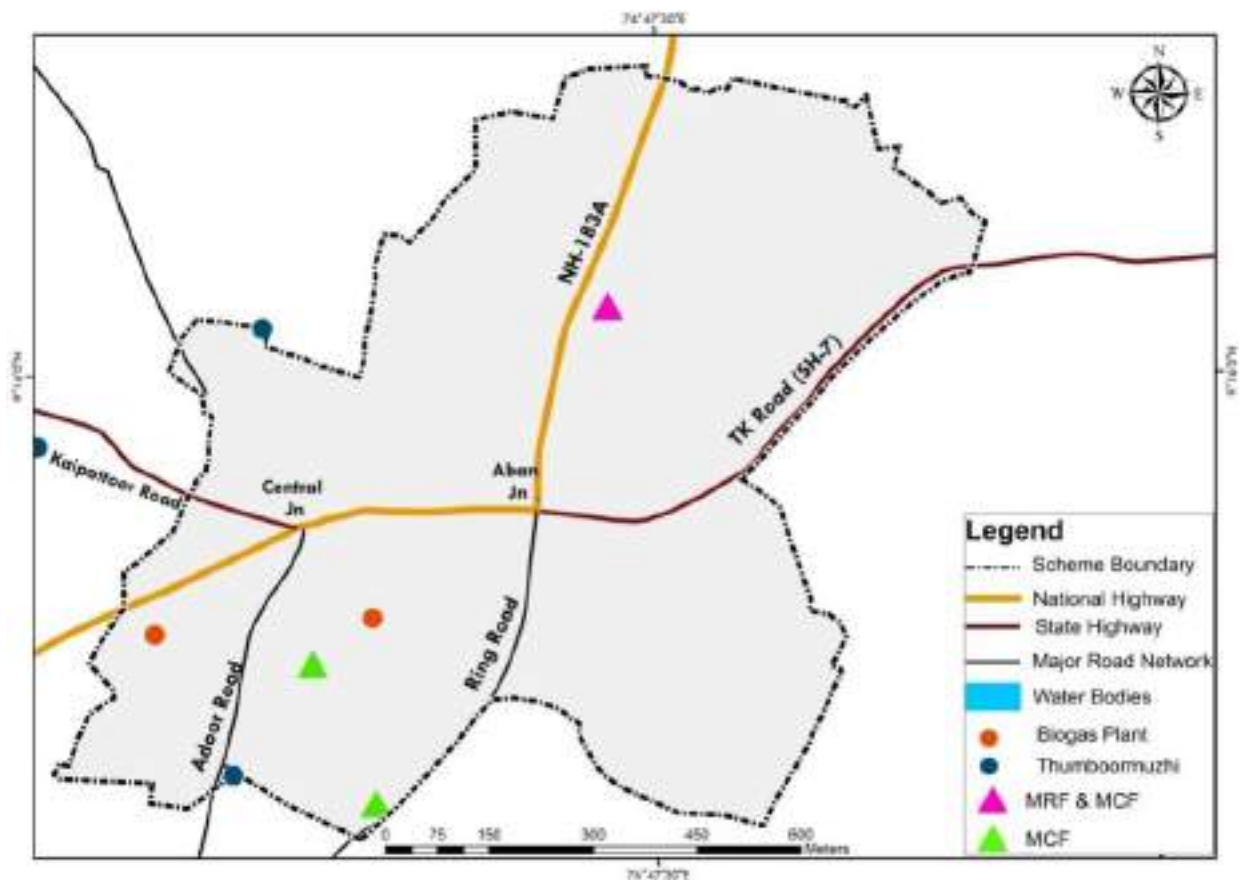 N
W E
S
NH-183A
TK Road (SH-7)
Kaipattoor Road
Central
Jn
Aban
Jn
Adoor Road
Ring Road
Legend
Scheme Boundary
National Highway
State Highway
Major Road Network
Water Bodies
Biogas Plant
Thumboormuzhi
MRF & MCF
MCF
0 75 150 300 450 600
Meters